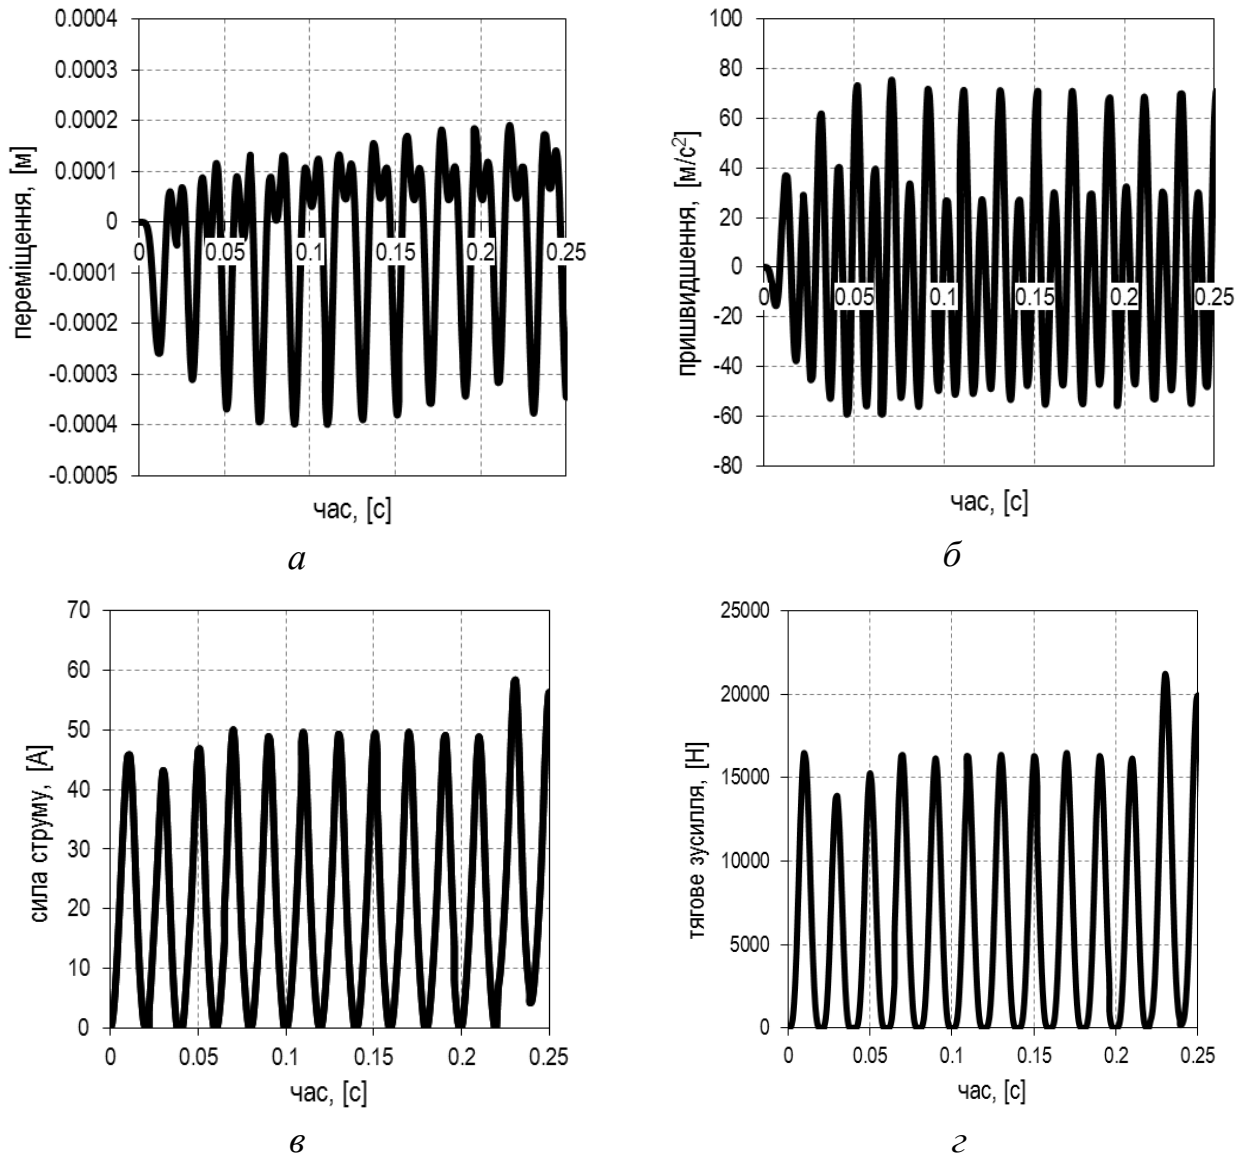 0.0004
0.0003
0.0002
0.0001
0
-0.0001
-0.0002
-0.0003
-0.0004
-0.0005
0 0.05 0.1 0.15 0.2 0.25
переміщення, [м]
час, [с]
а
100
80
60
40
20
0
-20
-40
-60
-80
0 0.05 0.1 0.15 0.2 0.25
пришвидшення, [м/с²]
час, [с]
б
70
60
50
40
30
20
10
0
0 0.05 0.1 0.15 0.2 0.25
сила струму, [А]
час, [с]
в
25000
20000
15000
10000
5000
0
0 0.05 0.1 0.15 0.2 0.25
тягове зусилля, [Н]
час, [с]
г